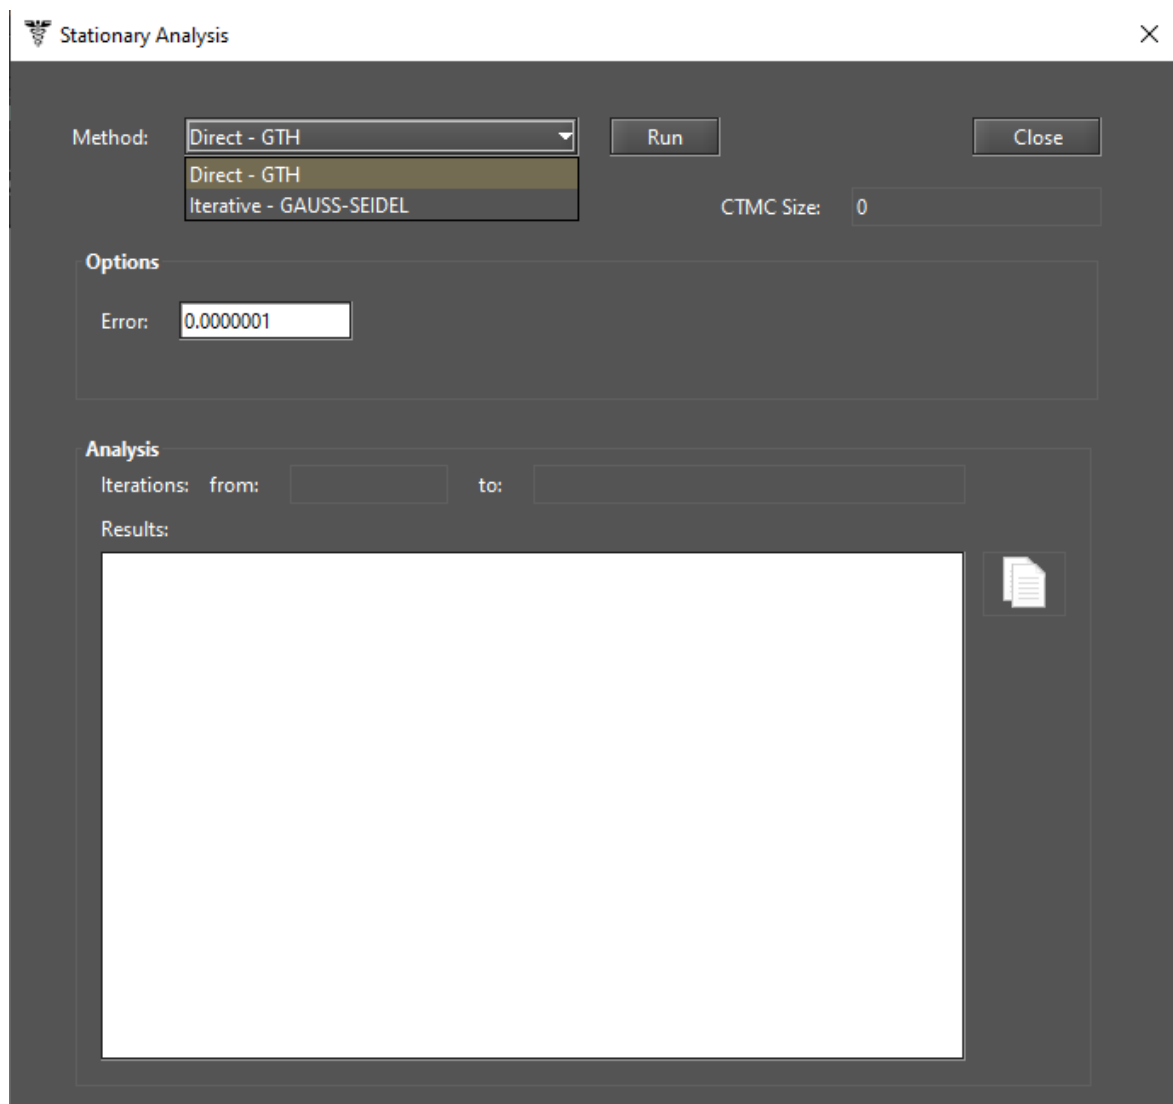 Stationary Analysis
Method: Direct - GTH Run Close
Direct - GTH
Iterative - GAUSS-SEIDEL CTMC Size: 0
Options
Error: 0.0000001
Analysis
Iterations: from: to:
Results: